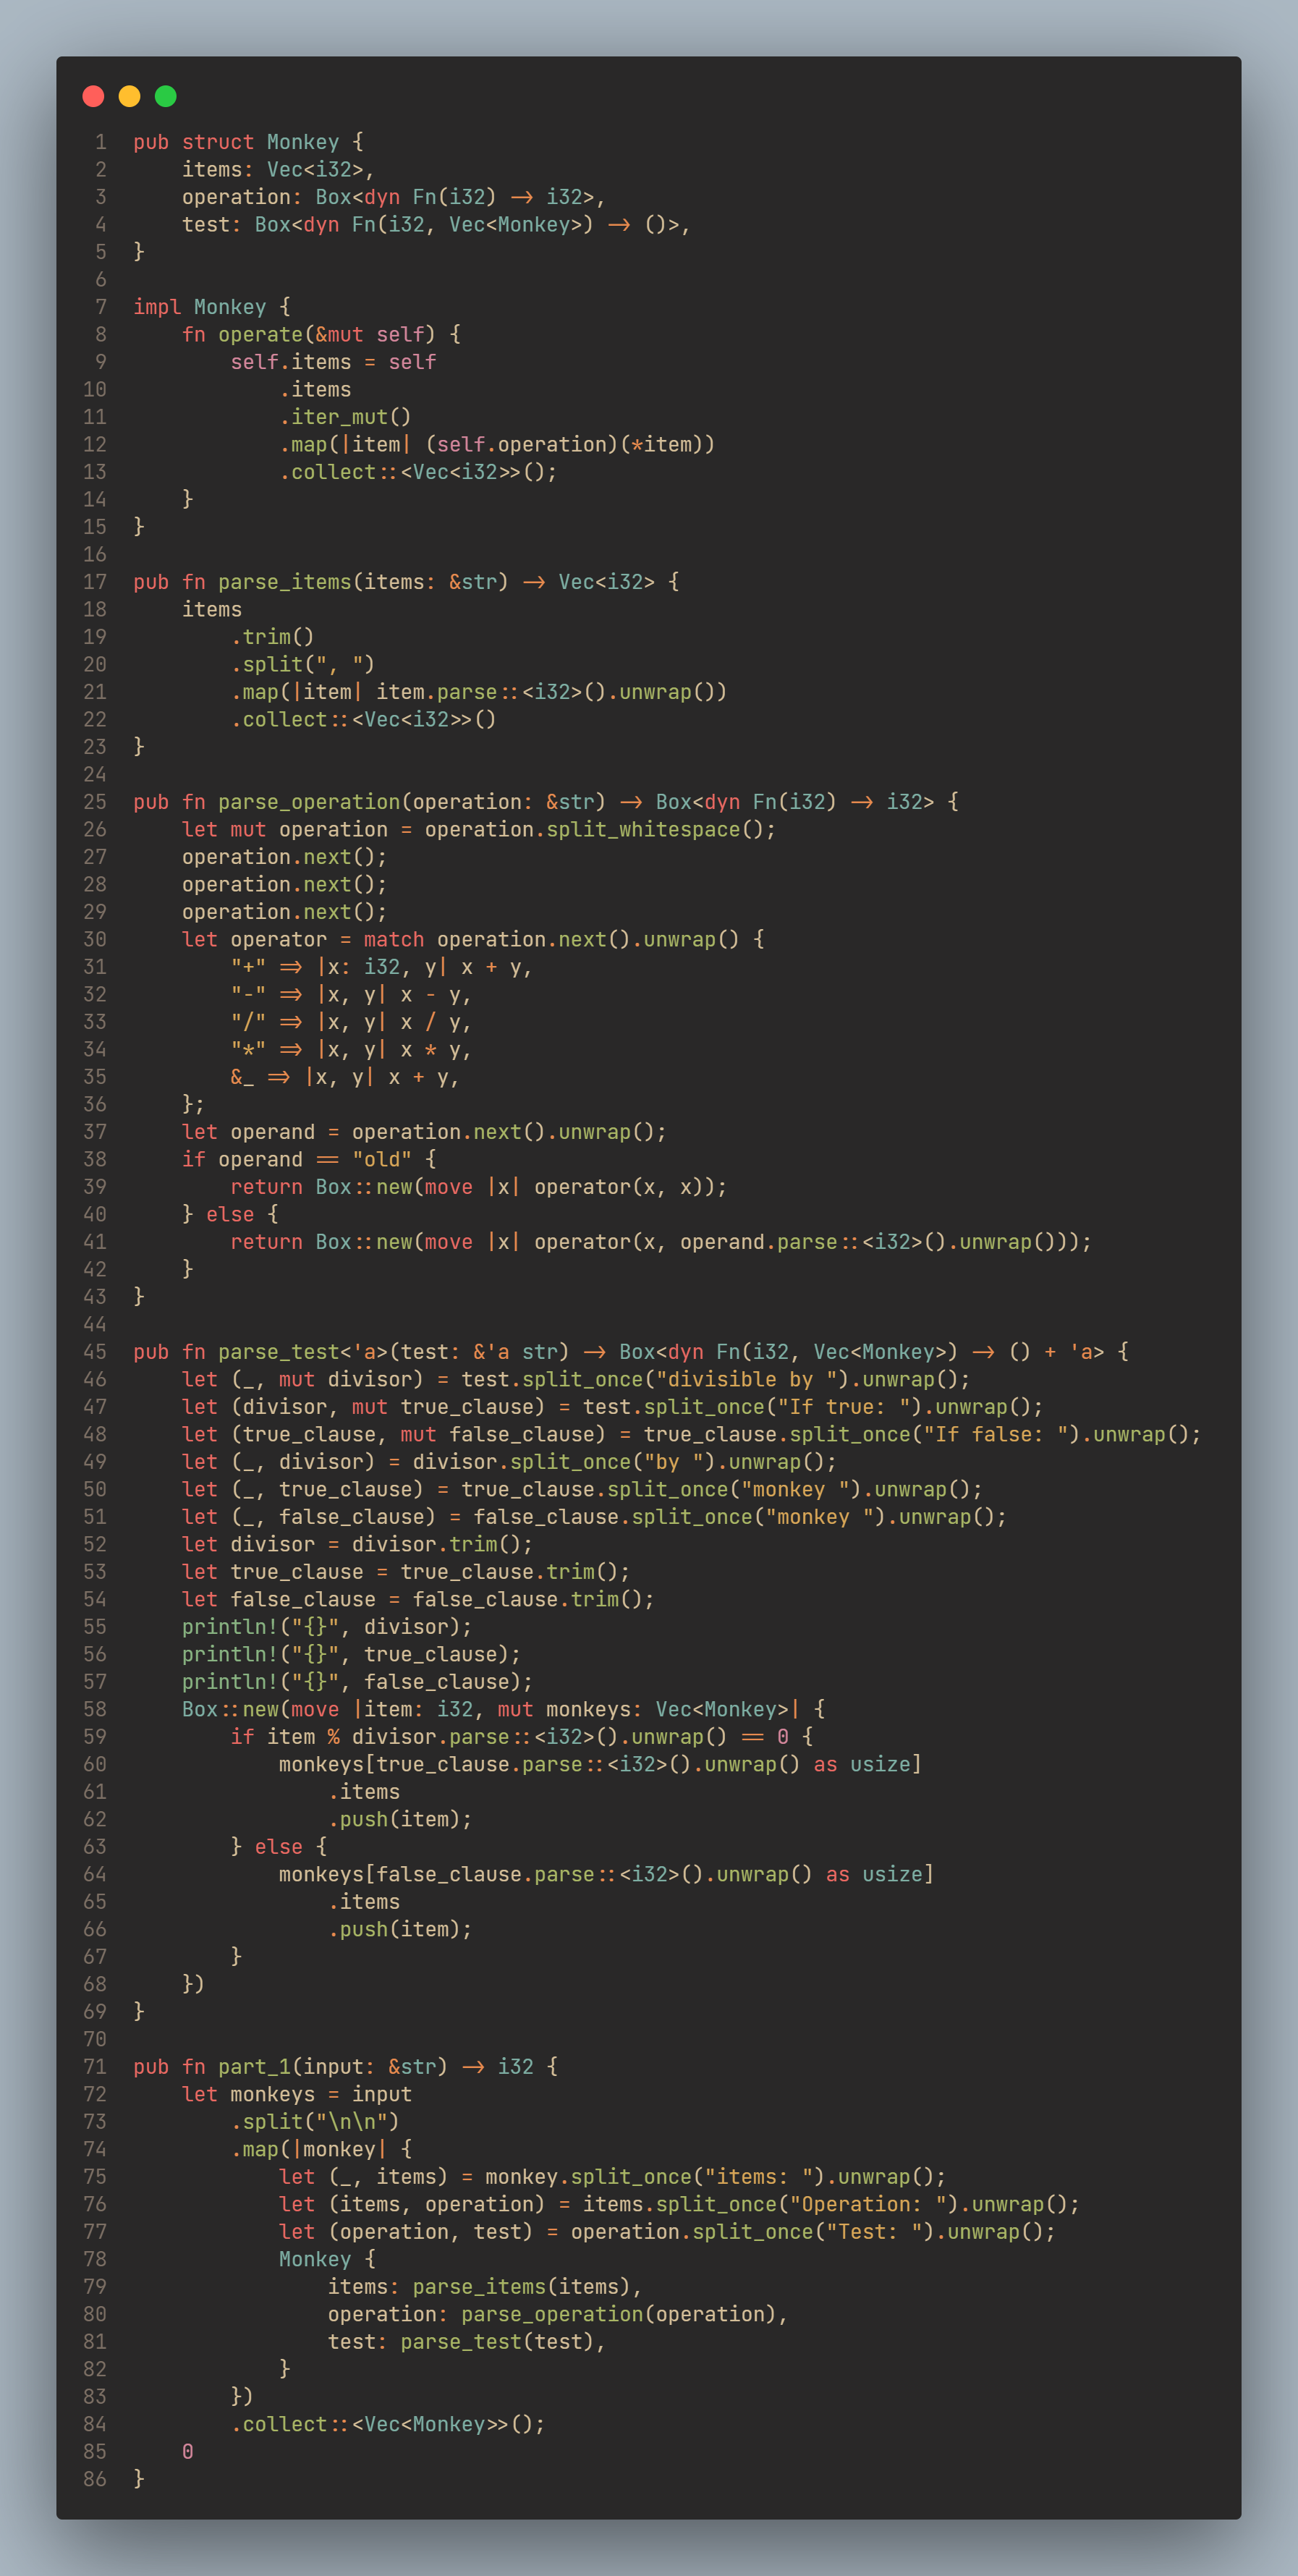 1 pub struct Monkey {
2     items: Vec<i32>,
3     operation: Box<dyn Fn(i32) -> i32>,
4     test: Box<dyn Fn(i32, Vec<Monkey>) -> ()>,
5 }
6
7 impl Monkey {
8     fn operate(&mut self) {
9         self.items = self
10             .items
11             .iter_mut()
12             .map(|item| (self.operation)(*item))
13             .collect::<Vec<i32>>();
14     }
15 }
16
17 pub fn parse_items(items: &str) -> Vec<i32> {
18     items
19         .trim()
20         .split(", ")
21         .map(|item| item.parse::<i32>().unwrap())
22         .collect::<Vec<i32>>()
23 }
24
25 pub fn parse_operation(operation: &str) -> Box<dyn Fn(i32) -> i32> {
26     let mut operation = operation.split_whitespace();
27     operation.next();
28     operation.next();
29     operation.next();
30     let operator = match operation.next().unwrap() {
31         "+" => |x: i32, y| x + y,
32         "-" => |x, y| x - y,
33         "/" => |x, y| x / y,
34         "*" => |x, y| x * y,
35         &_ => |x, y| x + y,
36     };
37     let operand = operation.next().unwrap();
38     if operand == "old" {
39         return Box::new(move |x| operator(x, x));
40     } else {
41         return Box::new(move |x| operator(x, operand.parse::<i32>().unwrap()));
42     }
43 }
44
45 pub fn parse_test<'a>(test: &'a str) -> Box<dyn Fn(i32, Vec<Monkey>) -> () + 'a> {
46     let (_, mut divisor) = test.split_once("divisible by ").unwrap();
47     let (divisor, mut true_clause) = test.split_once("If true: ").unwrap();
48     let (true_clause, mut false_clause) = true_clause.split_once("If false: ").unwrap();
49     let (_, divisor) = divisor.split_once("by ").unwrap();
50     let (_, true_clause) = true_clause.split_once("monkey ").unwrap();
51     let (_, false_clause) = false_clause.split_once("monkey ").unwrap();
52     let divisor = divisor.trim();
53     let true_clause = true_clause.trim();
54     let false_clause = false_clause.trim();
55     println!("{}", divisor);
56     println!("{}", true_clause);
57     println!("{}", false_clause);
58     Box::new(move |item: i32, mut monkeys: Vec<Monkey>| {
59         if item % divisor.parse::<i32>().unwrap() == 0 {
60             monkeys[true_clause.parse::<i32>().unwrap() as usize]
61                 .items
62                 .push(item);
63         } else {
64             monkeys[false_clause.parse::<i32>().unwrap() as usize]
65                 .items
66                 .push(item);
67         }
68     })
69 }
70
71 pub fn part_1(input: &str) -> i32 {
72     let monkeys = input
73         .split("\n\n")
74         .map(|monkey| {
75             let (_, items) = monkey.split_once("items: ").unwrap();
76             let (items, operation) = items.split_once("Operation: ").unwrap();
77             let (operation, test) = operation.split_once("Test: ").unwrap();
78             Monkey {
79                 items: parse_items(items),
80                 operation: parse_operation(operation),
81                 test: parse_test(test),
82             }
83         })
84         .collect::<Vec<Monkey>>();
85     0
86 }